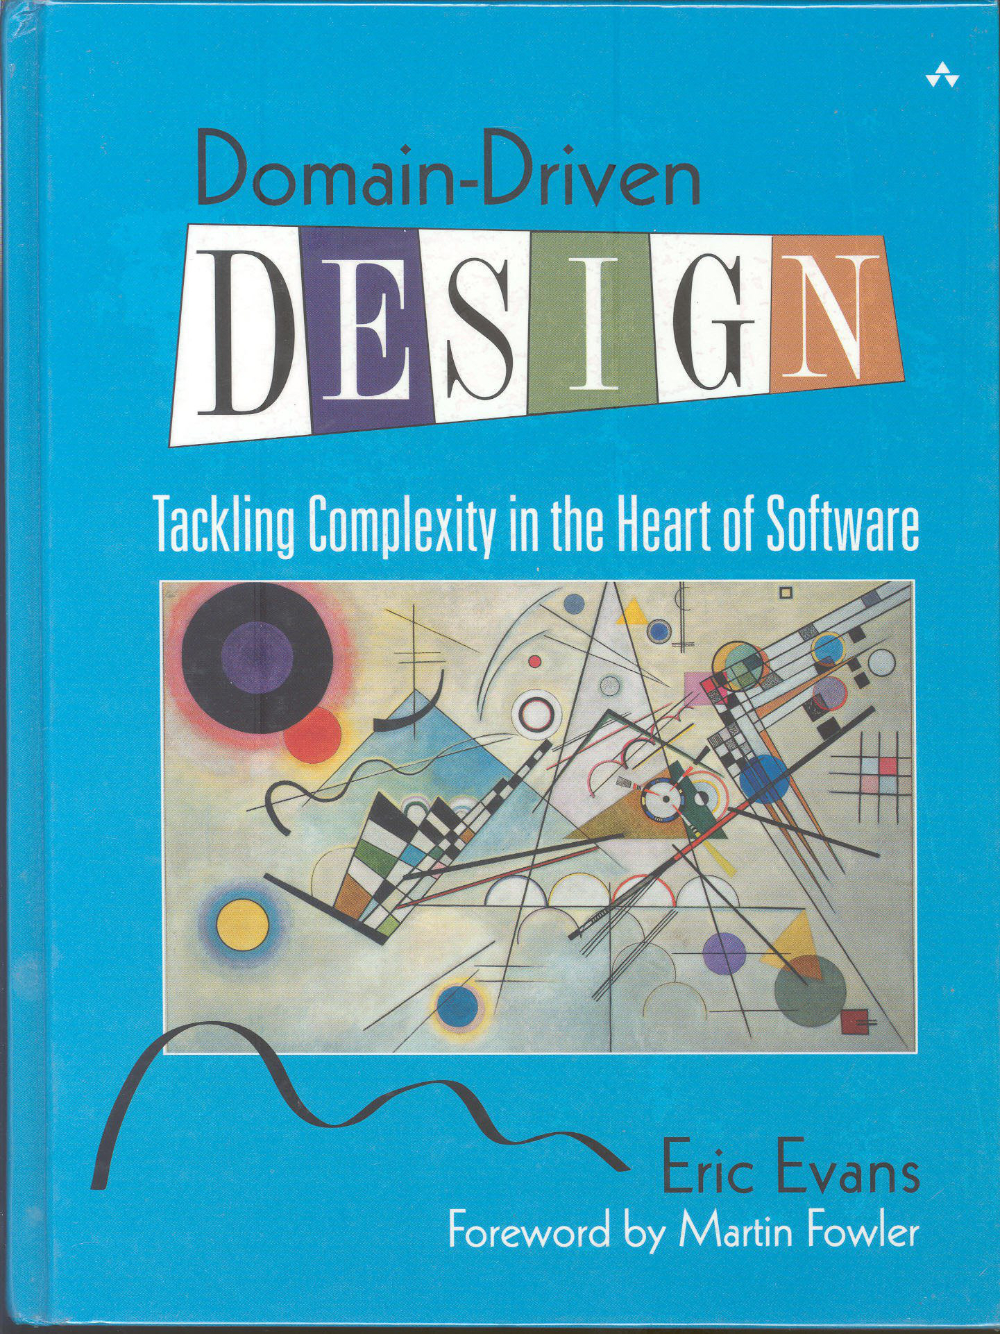 Domain-Driven
DESIGN
Tackling Complexity in the Heart of Software
Eric Evans
Foreword by Martin Fowler